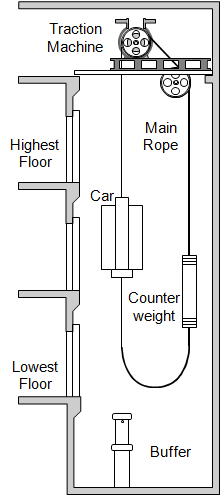 Traction
Machine
Main
Rope
Highest
Floor
Car
Counter
weight
Lowest
Floor
Buffer